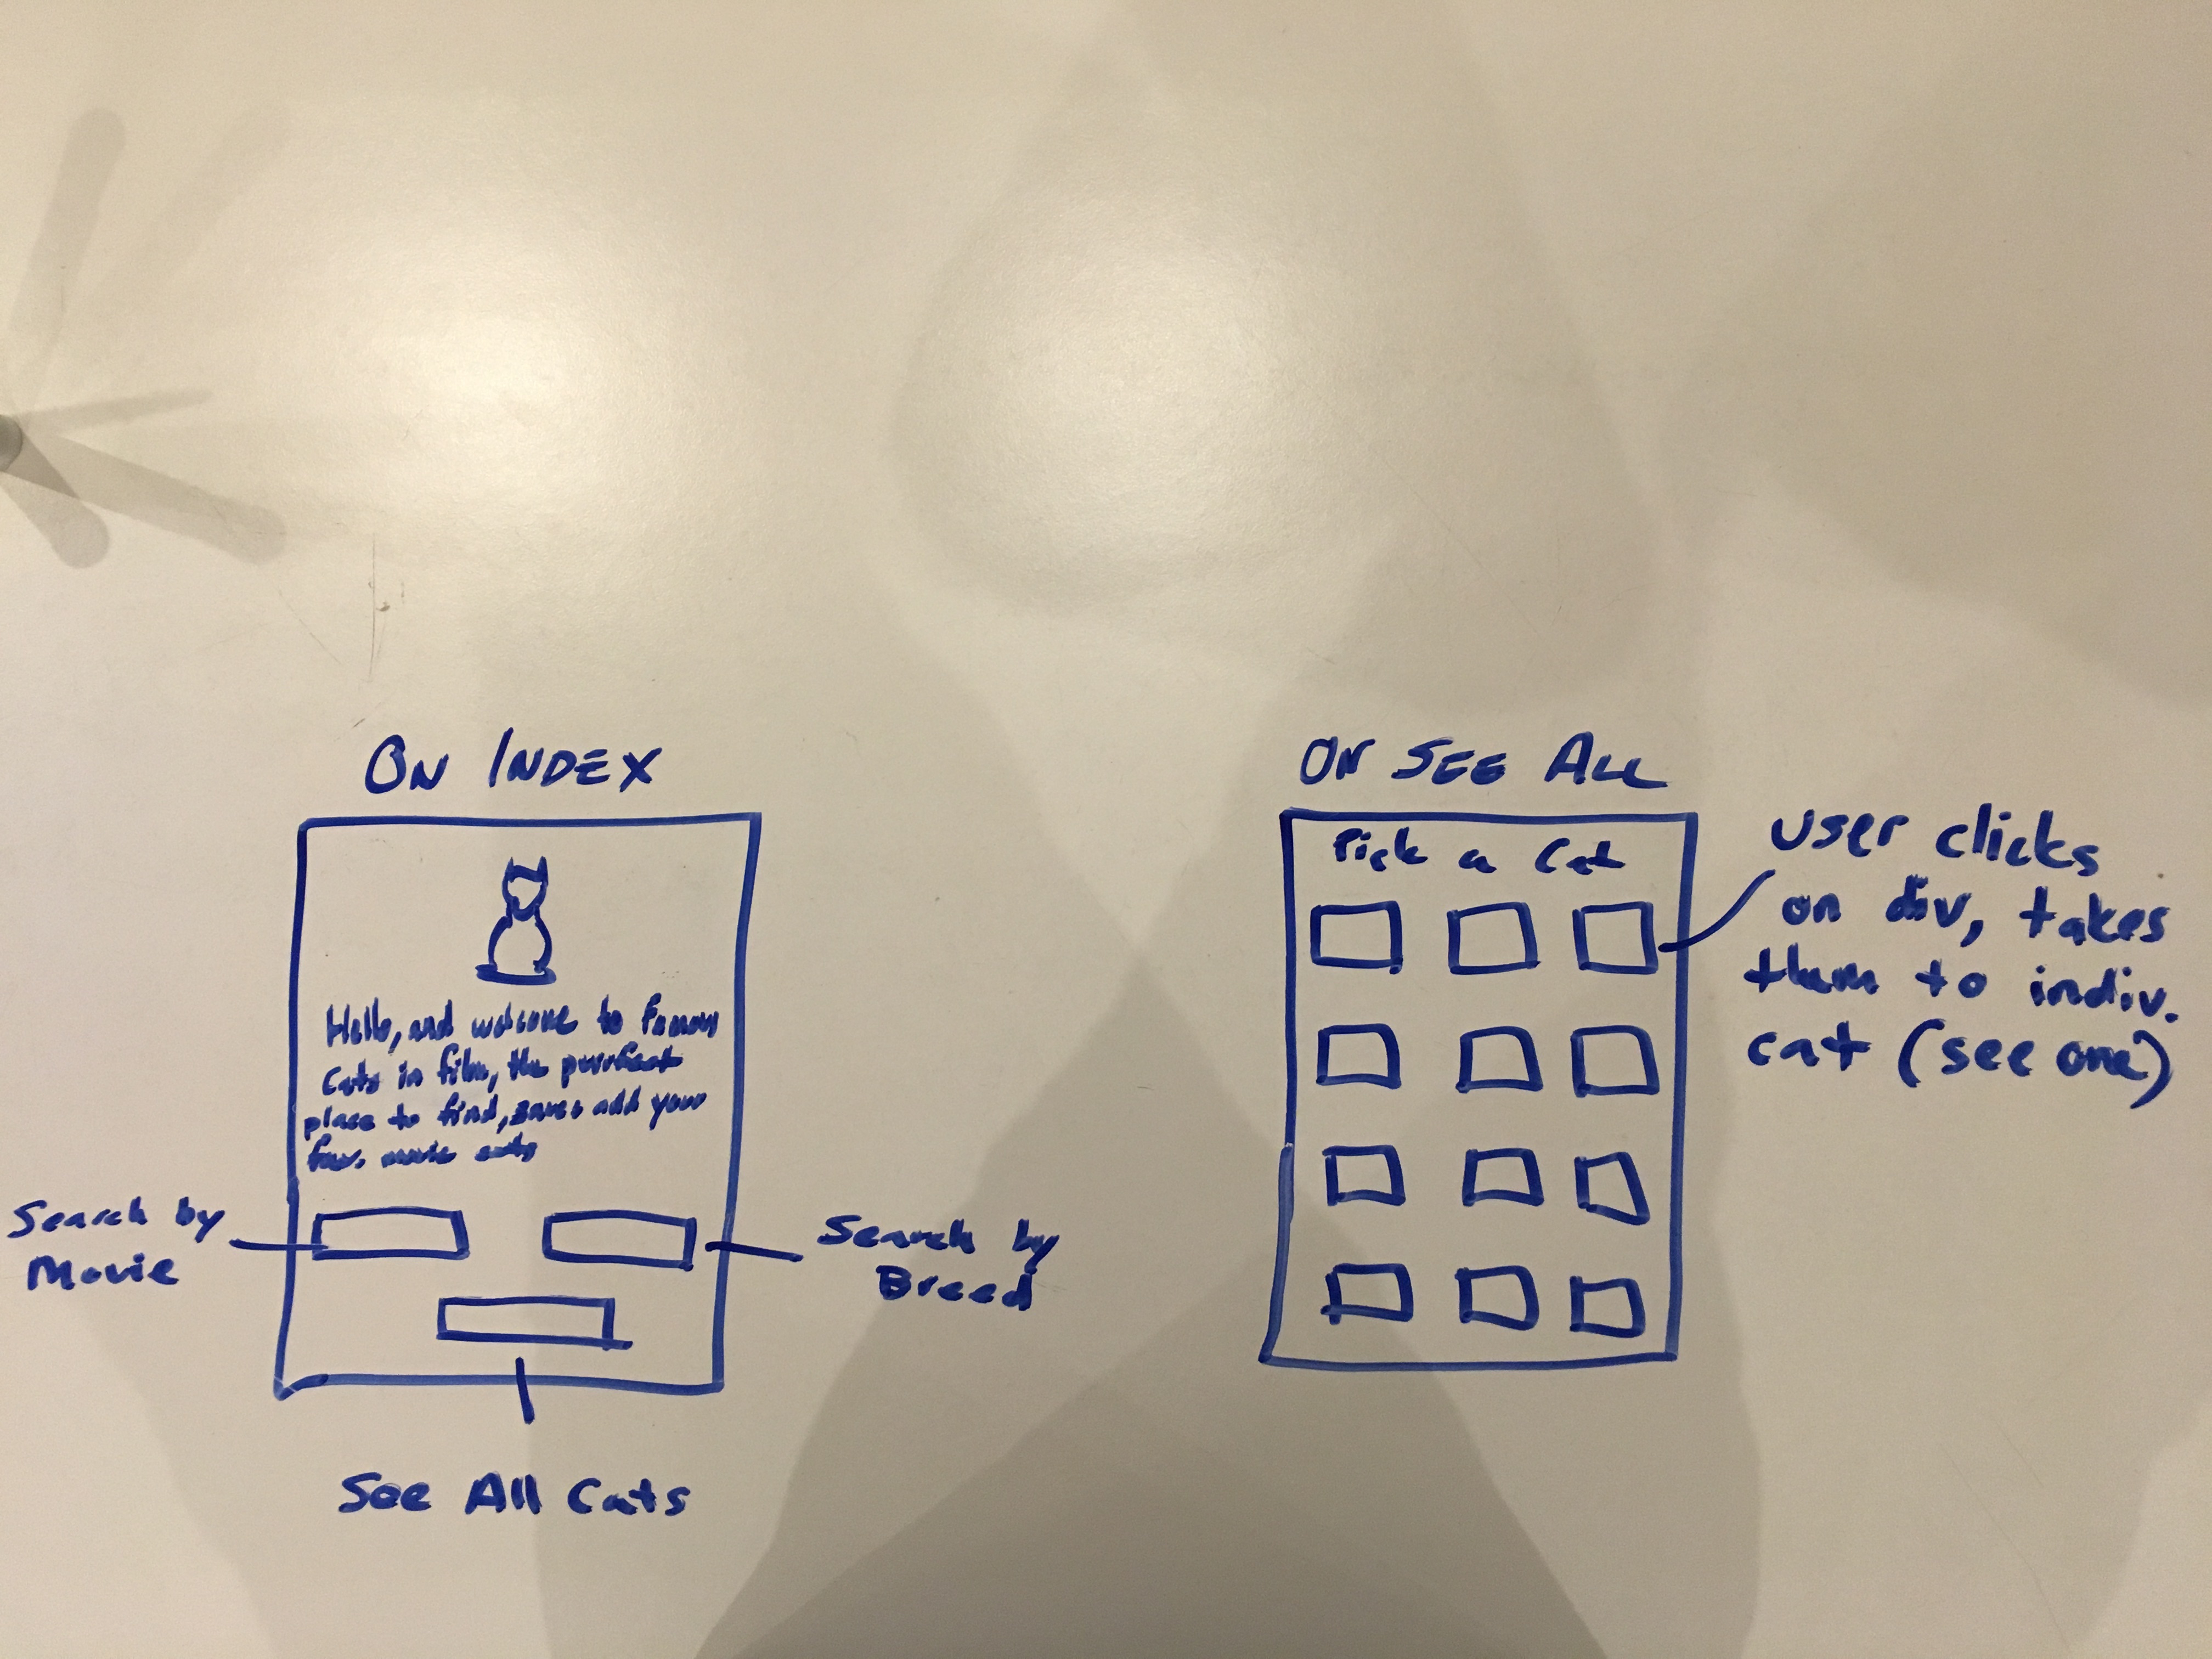 ON INDEX
Hello, and welcome to famous
cats in film, the purrfect
place to find, save & add your
fav. movie cats
Search by
Movie
Search by
Breed
See All Cats
ON SEE ALL
Pick a Cat
user clicks
on div, takes
them to indiv.
cat (see one)